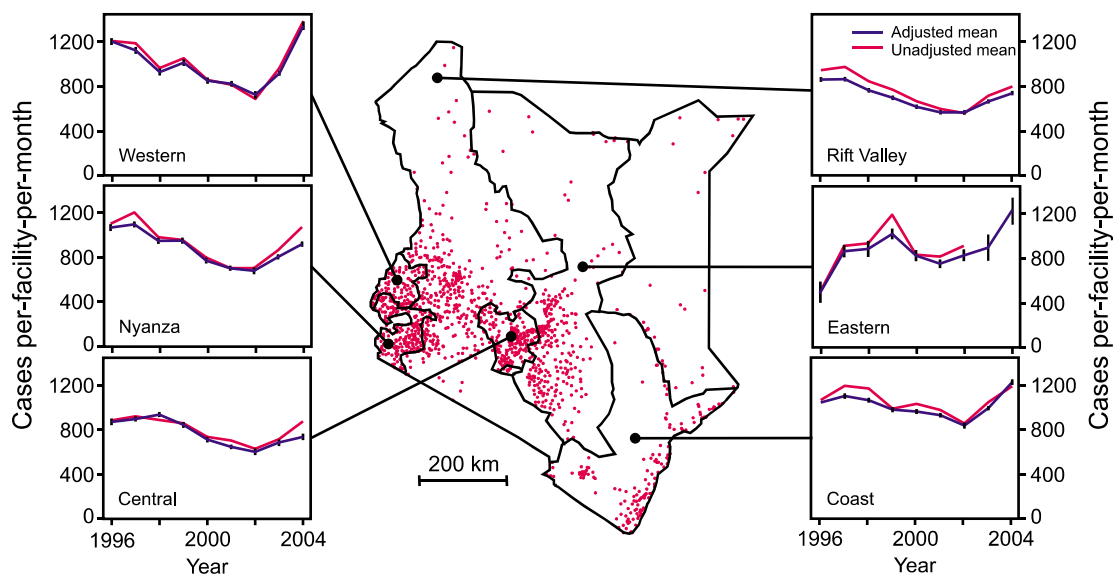 Cases per-facility-per-month
1200
800
400
0
Western
1200
800
400
0
Nyanza
1200
800
400
0
Central
1996
2000
2004
Year
200 km
Adjusted mean
Unadjusted mean
1200
800
400
0
Rift Valley
1200
800
400
0
Eastern
1200
800
400
0
Coast
1996
2000
2004
Year
Cases per-facility-per-month